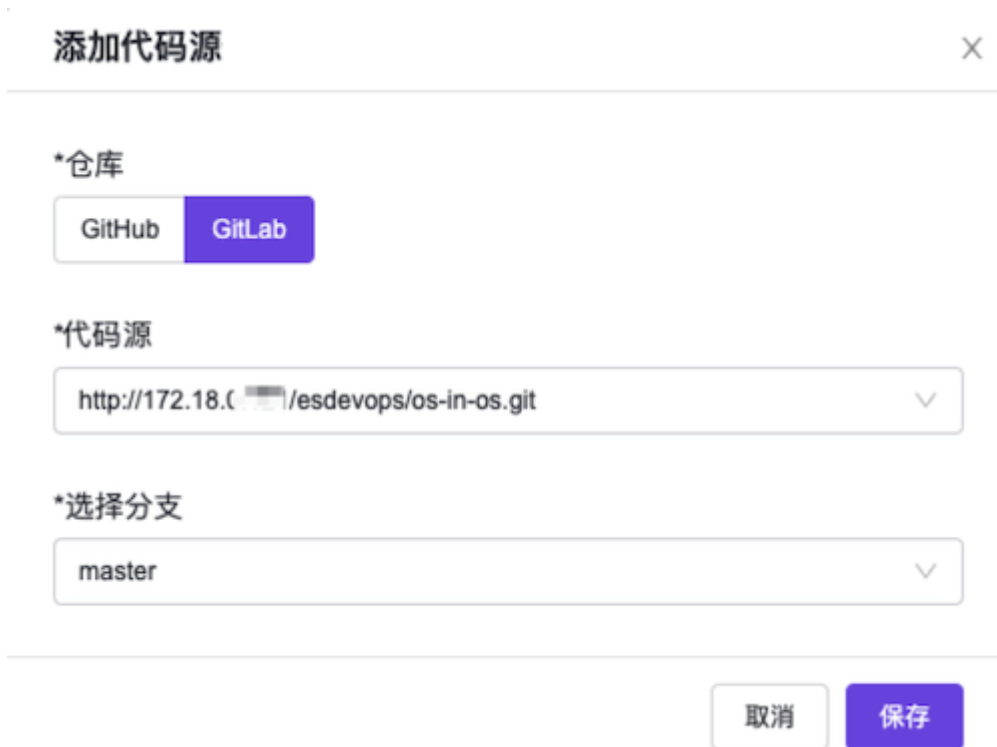 添加代码源
*仓库
GitHub GitLab
*代码源
http://172.18. /esdevops/os-in-os.git
*选择分支
master
取消 保存